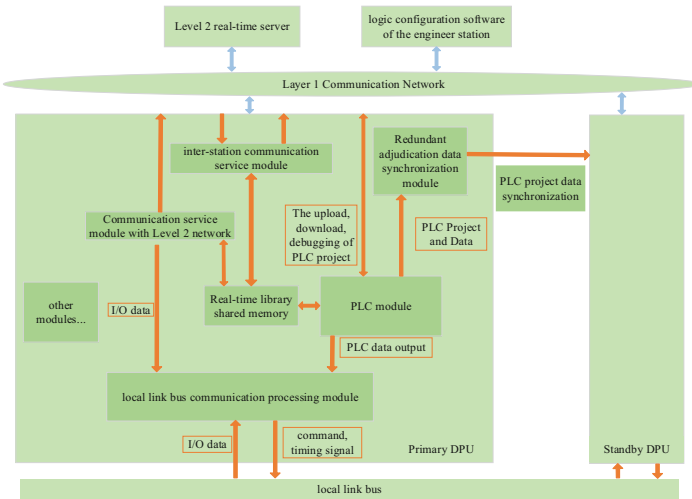 Level 2 real-time server
logic configuration software
of the engineer station
Layer 1 Communication Network
inter-station communication
service module
Redundant
adjudication data
synchronization
module
PLC project data
synchronization
Communication service
module with Level 2 network
The upload,
download,
debugging of
PLC project
PLC Project
and Data
other
modules...
I/O data
Real-time library
shared memory
PLC module
PLC data output
local link bus communication processing module
I/O data
command,
timing signal
Primary DPU
Standby DPU
local link bus